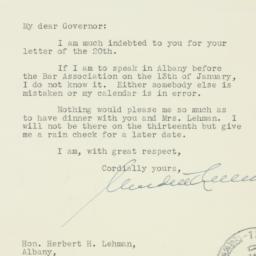 My dear Governor:
I am much indebted to you for your
letter of the 20th.
If I am to speak in Albany before
the Bar Association on the 13th of January,
I do not know it. Either somebody else is
mistaken or my calendar is in error.
Nothing would please me so much as
to have dinner with you and Mrs. Lehman. I
will not be there on the thirteenth but give
me a rain check for a later date.
I am, with great respect,
Cordially yours,
Hon. Herbert H. Lehman,
Albany,